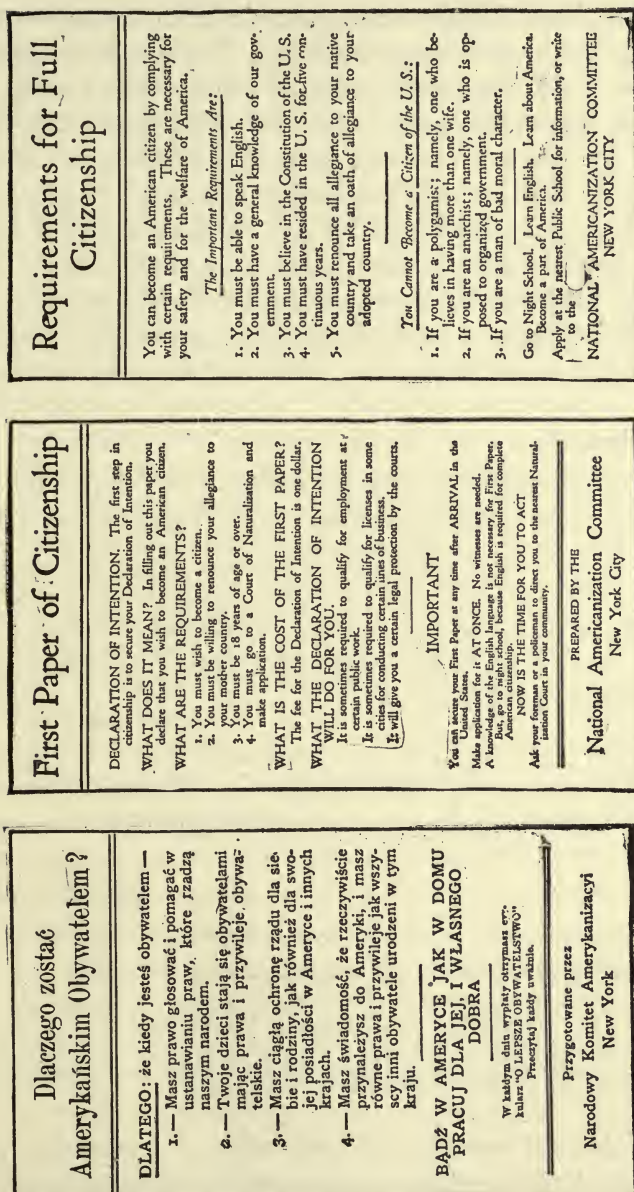 Dlaczego zostać
Amerykańskim Obywatelem?
DLATEGO: że kiedy jesteś obywatelem —
1.— Masz prawo głosować i pomagać w
ustanawianiu praw, które rządzą
naszym narodem.
2.— Twoje dzieci stają się obywatelami
mając prawa i przywileje obywa-
telskie.
3.— Masz ciągłą ochronę rządu dla sie-
bie i rodziny, jak również dla swo-
jej posiadłości w Ameryce i innych
krajach.
4.— Masz świadomość, że rzeczywiście
przynależysz do Ameryki, i masz
równe prawa i przywileje jak wszy-
scy inni obywatele urodzeni w tym
kraju.
BĄDŹ W AMERYCE JAK W DOMU
PRACUJ DLA JEJ, I WŁASNEGO
DOBRA
W każdym dniu wypłaty otrzymasz cyr-
kularz "O LEPSZE OBYWATELSTWO"
Przeczytaj każdy uważnie.
Przygotowane przez
Narodowy Komitet Amerykanizacyi
New York
First Paper of Citizenship
DECLARATION OF INTENTION. The first step in
citizenship is to secure your Declaration of Intention.
WHAT DOES IT MEAN? In filling out this paper you
declare that you wish to become an American citizen.
WHAT ARE THE REQUIREMENTS?
1. You must wish to become a citizen.
2. You must be willing to renounce your allegiance to
your mother country.
3. You must be 18 years of age or over.
4. You must go to a Court of Naturalization and
make application.
WHAT IS THE COST OF THE FIRST PAPER?
The fee for the Declaration of Intention is one dollar.
WHAT THE DECLARATION OF INTENTION
WILL DO FOR YOU.
It is sometimes required to qualify for employment at
certain public work.
It is sometimes required to qualify for licenses in some
cities for conducting certain lines of business.
It will give you a certain legal protection by the courts.
IMPORTANT
You can secure your First Paper at any time after ARRIVAL in the
United States.
Make application for it AT ONCE. No witnesses are needed.
A knowledge of the English language is not necessary for First Paper.
But, go to night school, because English is required for complete
American citizenship.
NOW IS THE TIME FOR YOU TO ACT
Ask your foreman or a policeman to direct you to the nearest Natural-
ization Court in your community.
PREPARED BY THE
National Americanization Committee
New York City
Requirements for Full
Citizenship
You can become an American citizen by complying
with certain requirements. These are necessary for
your safety and for the welfare of America.
The Important Requirements Are:
1. You must be able to speak English.
2. You must have a general knowledge of our gov-
ernment.
3. You must believe in the Constitution of the U. S.
4. You must have resided in the U. S. for five con-
tinuous years.
5. You must renounce all allegiance to your native
country and take an oath of allegiance to your
adopted country.
You Cannot Become a Citizen of the U. S.:
1. If you are a polygamist; namely, one who be-
lieves in having more than one wife.
2. If you are an anarchist; namely, one who is op-
posed to organized government.
3. If you are a man of bad moral character.
Go to Night School. Learn English. Learn about America.
Become a part of America.
Apply at the nearest Public School for information, or write
to the
NATIONAL AMERICANIZATION COMMITTEE
NEW YORK CITY